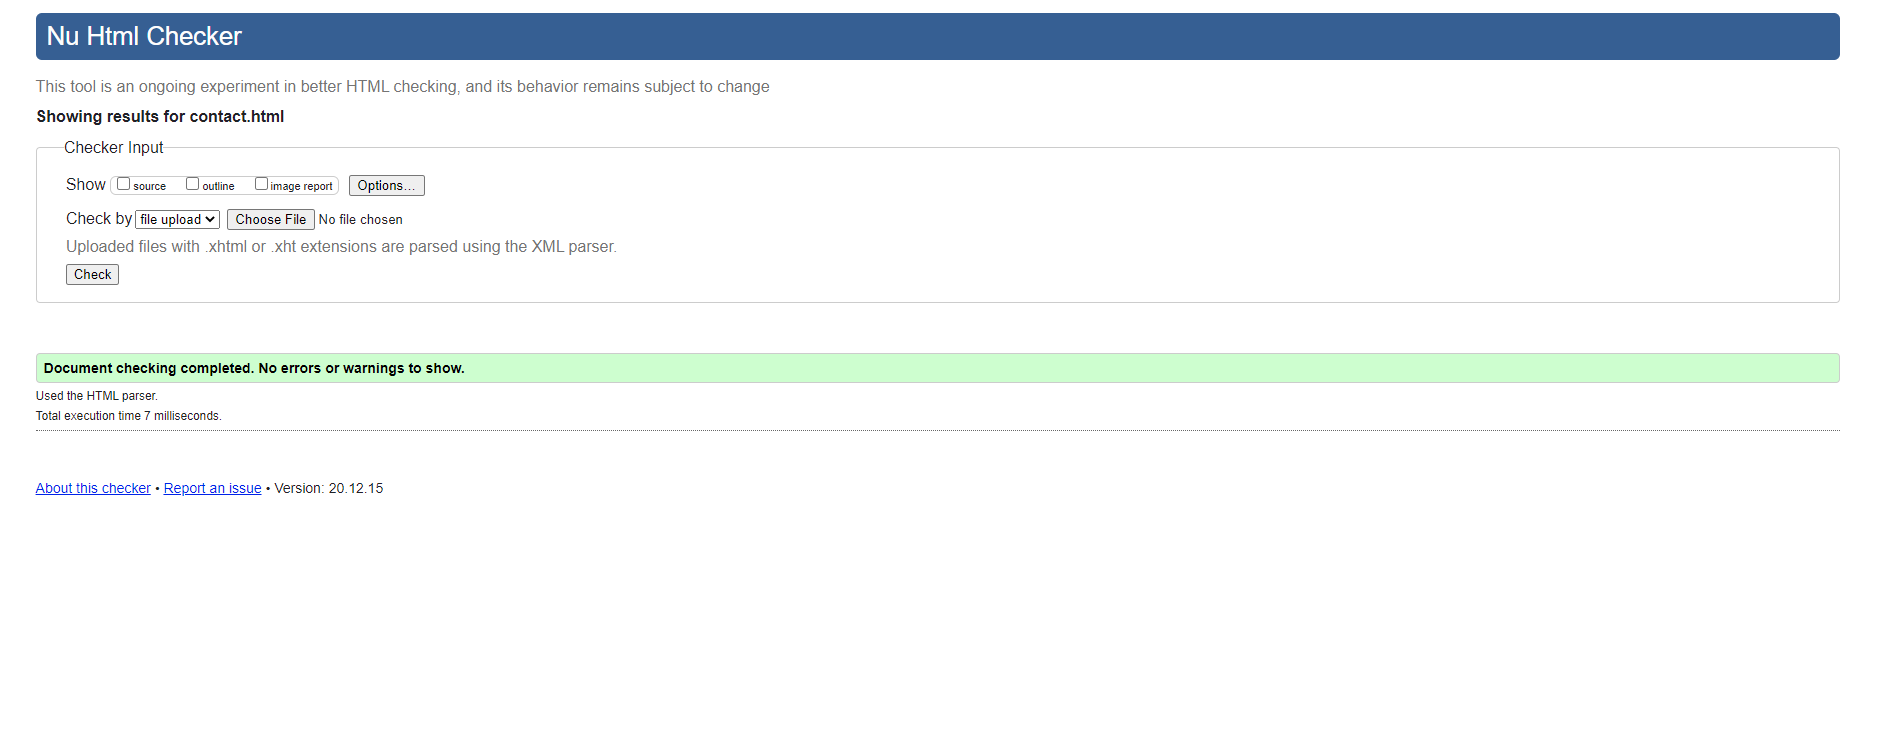 Nu Html Checker
This tool is an ongoing experiment in better HTML checking, and its behavior remains subject to change
Showing results for contact.html
Checker Input
Show source outline image report Options...
Check by file upload Choose File No file chosen
Uploaded files with .xhtml or .xht extensions are parsed using the XML parser.
Check
Document checking completed. No errors or warnings to show.
Used the HTML parser.
Total execution time 7 milliseconds.
About this checker • Report an issue • Version: 20.12.15